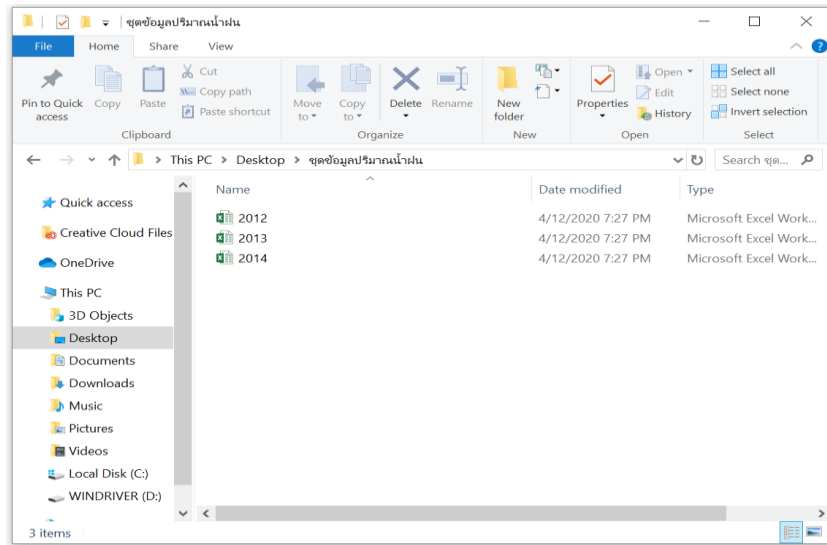 ชุดข้อมูลปริมาณน้ำฝน
File Home Share View
Pin to Quick access
Copy
Paste
Cut
Copy path
Paste shortcut
Move to
Copy to
Delete
Rename
New folder
Properties
Open
Edit
History
Select all
Select none
Invert selection
Clipboard Organize New Open Select
This PC > Desktop > ชุดข้อมูลปริมาณน้ำฝน
Search ชุด...
Name Date modified Type
Quick access
Creative Cloud Files
OneDrive
This PC
3D Objects
Desktop
Documents
Downloads
Music
Pictures
Videos
Local Disk (C:)
WINDRIVER (D:)
2012 4/12/2020 7:27 PM Microsoft Excel Work...
2013 4/12/2020 7:27 PM Microsoft Excel Work...
2014 4/12/2020 7:27 PM Microsoft Excel Work...
3 items